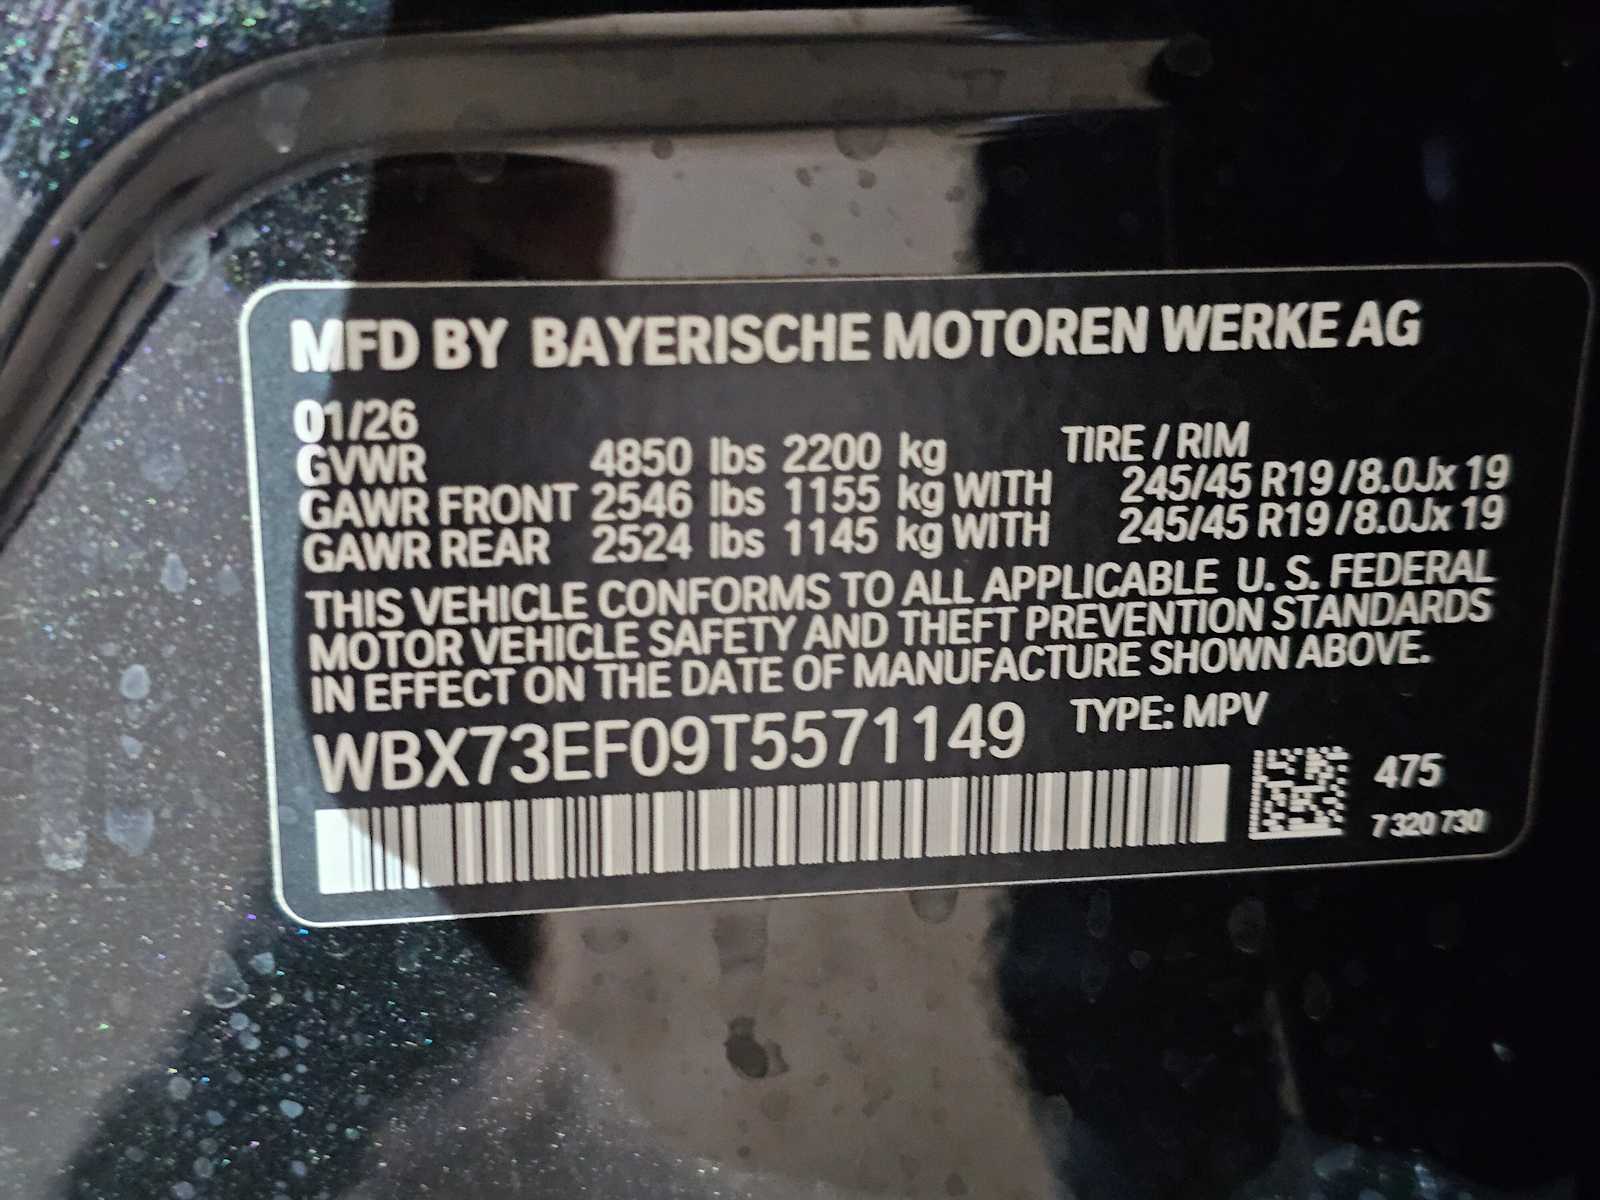 MFD BY BAYERISCHE MOTOREN WERKE AG
01/26
GVWR 4850 lbs 2200 kg TIRE / RIM
GAWR FRONT 2546 lbs 1155 kg WITH 245/45 R19 / 8.0Jx 19
GAWR REAR 2524 lbs 1145 kg WITH 245/45 R19 / 8.0Jx 19
THIS VEHICLE CONFORMS TO ALL APPLICABLE U. S. FEDERAL
MOTOR VEHICLE SAFETY AND THEFT PREVENTION STANDARDS
IN EFFECT ON THE DATE OF MANUFACTURE SHOWN ABOVE.
WBX73EF09T5571149 TYPE: MPV
475
7 320 730